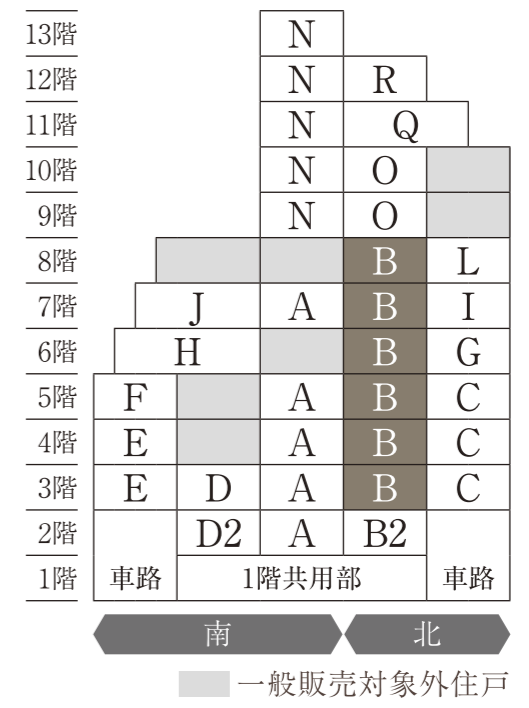 13階 N
12階 N R
11階 N Q
10階 N O
9階 N O
8階 B L
7階 J A B I
6階 H B G
5階 F A B C
4階 E A B C
3階 E D A B C
2階 D2 A B2
1階 車路 1階共用部 車路
南 北
一般販売対象外住戸